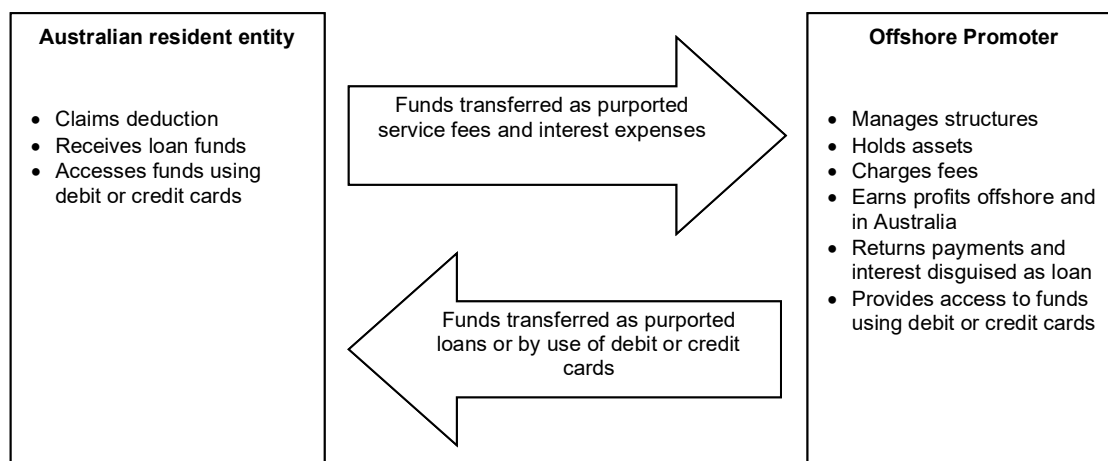 Australian resident entity
• Claims deduction
• Receives loan funds
• Accesses funds using
debit or credit cards
Funds transferred as purported
service fees and interest expenses
Funds transferred as purported
loans or by use of debit or credit
cards
Offshore Promoter
• Manages structures
• Holds assets
• Charges fees
• Earns profits offshore and
in Australia
• Returns payments and
interest disguised as loan
• Provides access to funds
using debit or credit cards